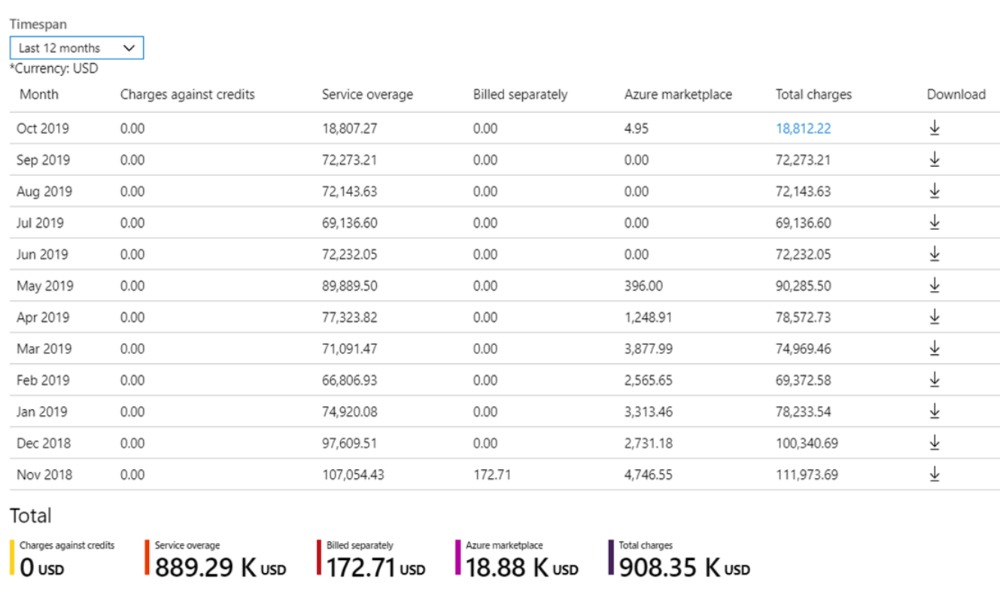 Timespan
Last 12 months
*Currency: USD
Month Charges against credits Service overage Billed separately Azure marketplace Total charges Download
Oct 2019 0.00 18,807.27 0.00 4.95 18,812.22
Sep 2019 0.00 72,273.21 0.00 0.00 72,273.21
Aug 2019 0.00 72,143.63 0.00 0.00 72,143.63
Jul 2019 0.00 69,136.60 0.00 0.00 69,136.60
Jun 2019 0.00 72,232.05 0.00 0.00 72,232.05
May 2019 0.00 89,889.50 0.00 396.00 90,285.50
Apr 2019 0.00 77,323.82 0.00 1,248.91 78,572.73
Mar 2019 0.00 71,091.47 0.00 3,877.99 74,969.46
Feb 2019 0.00 66,806.93 0.00 2,565.65 69,372.58
Jan 2019 0.00 74,920.08 0.00 3,313.46 78,233.54
Dec 2018 0.00 97,609.51 0.00 2,731.18 100,340.69
Nov 2018 0.00 107,054.43 172.71 4,746.55 111,973.69
Total
Charges against credits Service overage Billed separately Azure marketplace Total charges
0 USD 889.29 K USD 172.71 USD 18.88 K USD 908.35 K USD